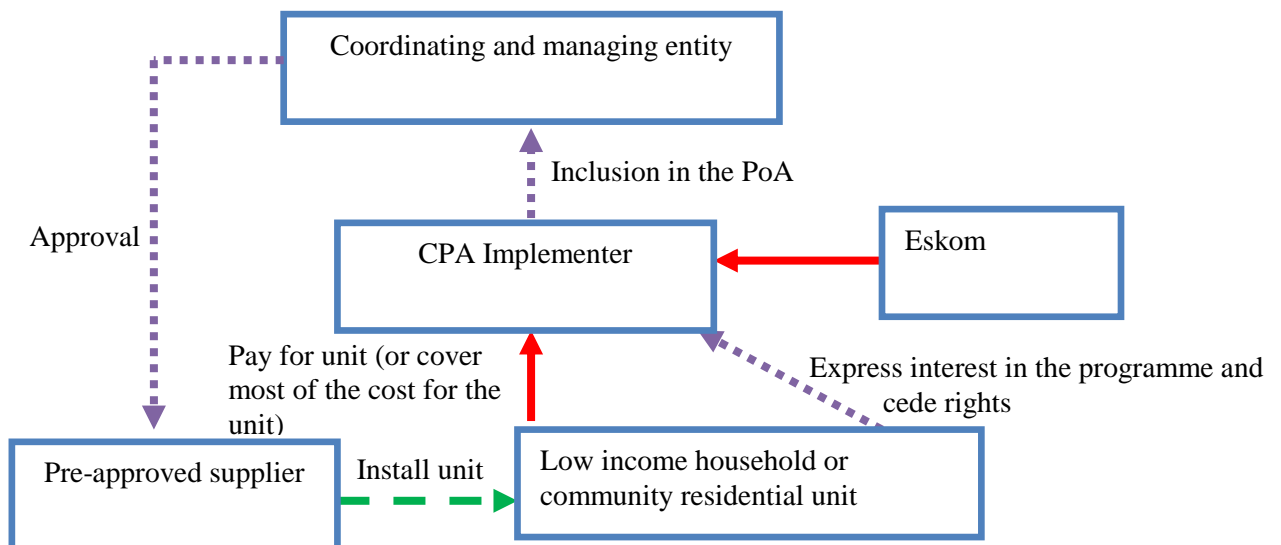 Coordinating and managing entity
Inclusion in the PoA
Approval
CPA Implementer
Eskom
Pay for unit (or cover
most of the cost for the
unit)
Express interest in the programme and
cede rights
Pre-approved supplier
Install unit
Low income household or
community residential unit